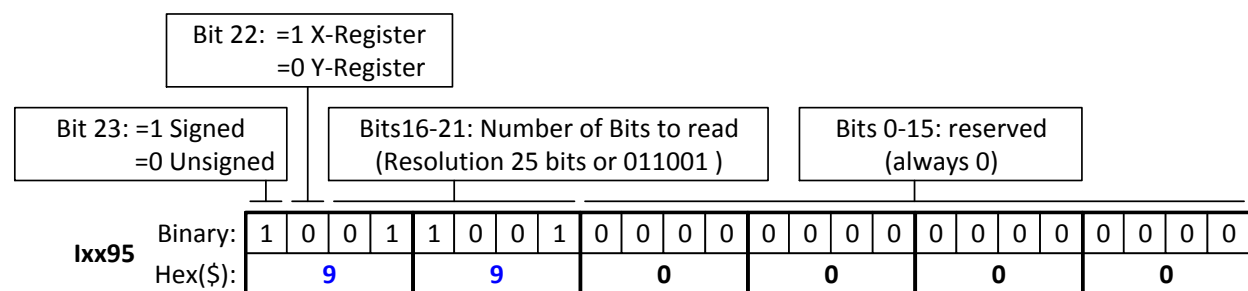 Bit 22: =1 X-Register
=0 Y-Register
Bit 23: =1 Signed
=0 Unsigned
Bits16-21: Number of Bits to read
(Resolution 25 bits or 011001 )
Bits 0-15: reserved
(always 0)
Ixx95
Binary: 1 0 0 1 1 0 0 1 0 0 0 0 0 0 0 0 0 0 0 0 0 0 0 0
Hex($): 9 9 0 0 0 0